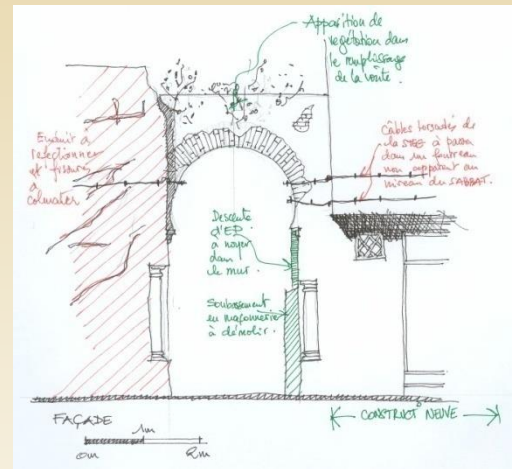 Apparition de
végétation dans
le remplissage
de la voute.
Enduit à
refectionner
et fissures
à
colmater
Câbles torsadés de
la STEG à passer
dans un fourreau
non apparent au
niveau du SABBAT.
Descente
d'EP
à noyer
dans
le mur.
Soubassement
en maçonnerie
à démolir.
FAÇADE
CONSTRUCT° NEUVE
0m
1m
2m